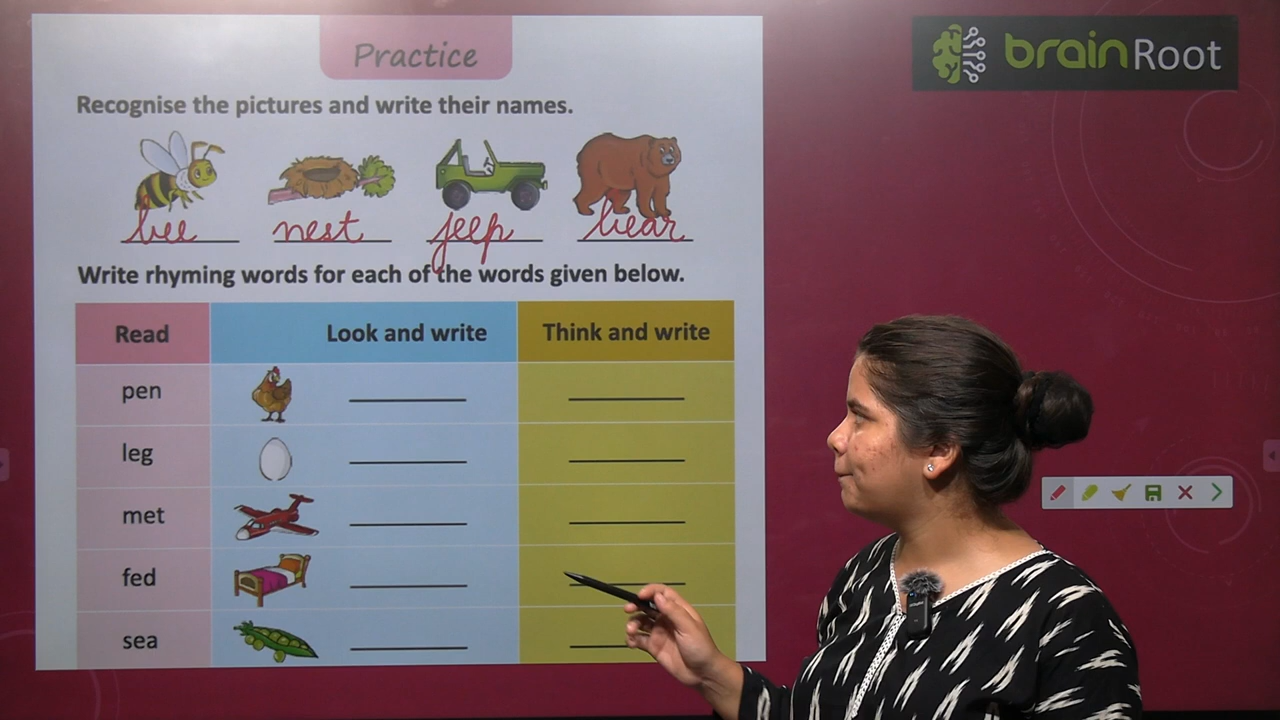 Practice
brainRoot
Recognise the pictures and write their names.
bee nest jeep bear
Write rhyming words for each of the words given below.
Read Look and write Think and write
pen
leg
met
fed
sea